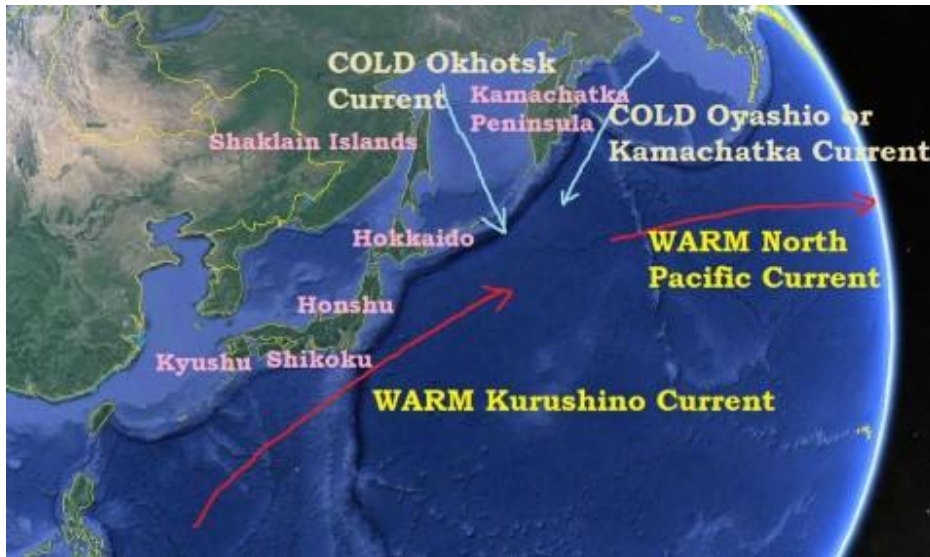 COLD Okhotsk
Current
Kamachatka
Peninsula
COLD Oyashio or
Kamachatka Current
Shaklain Islands
WARM North
Pacific Current
Hokkaido
Honshu
Kyushu
Shikoku
WARM Kurushino Current